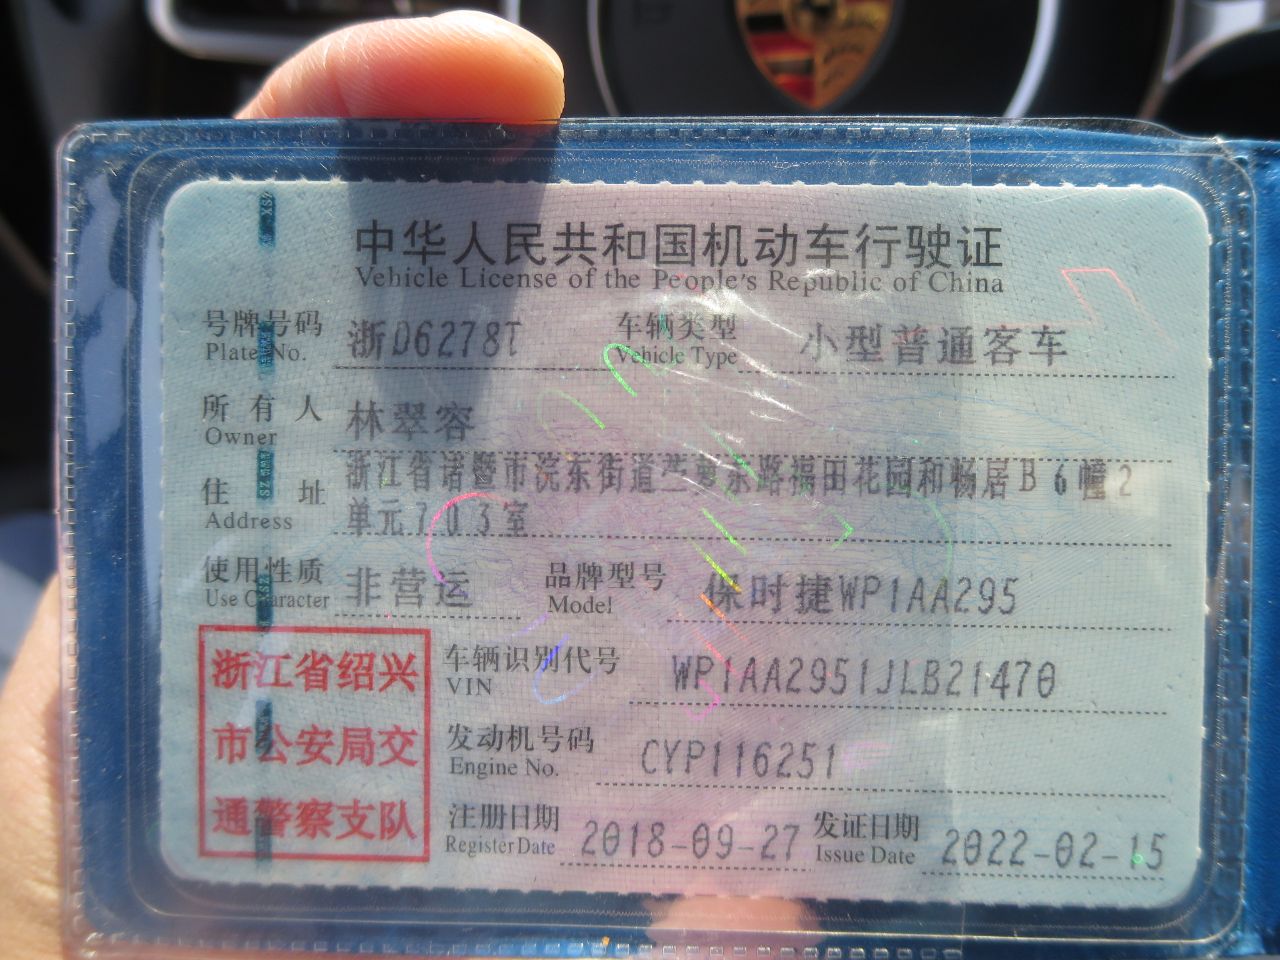 中华人民共和国机动车行驶证
Vehicle License of the People's Republic of China
号牌号码 浙D6278T 车辆类型 小型普通客车
Plate No. Vehicle Type
所有人 林翠容
Owner
住址 浙江省诸暨市浣东街道苎萝东路福田花园和畅居B6幢2
Address 单元703室
使用性质 非营运 品牌型号 保时捷WP1AA295
Use Character Model
浙江省绍兴
市公安局交
通警察支队
车辆识别代号 WP1AA2951JLB21470
VIN
发动机号码 CYP116251
Engine No.
注册日期 2018-09-27 发证日期 2022-02-15
Register Date Issue Date